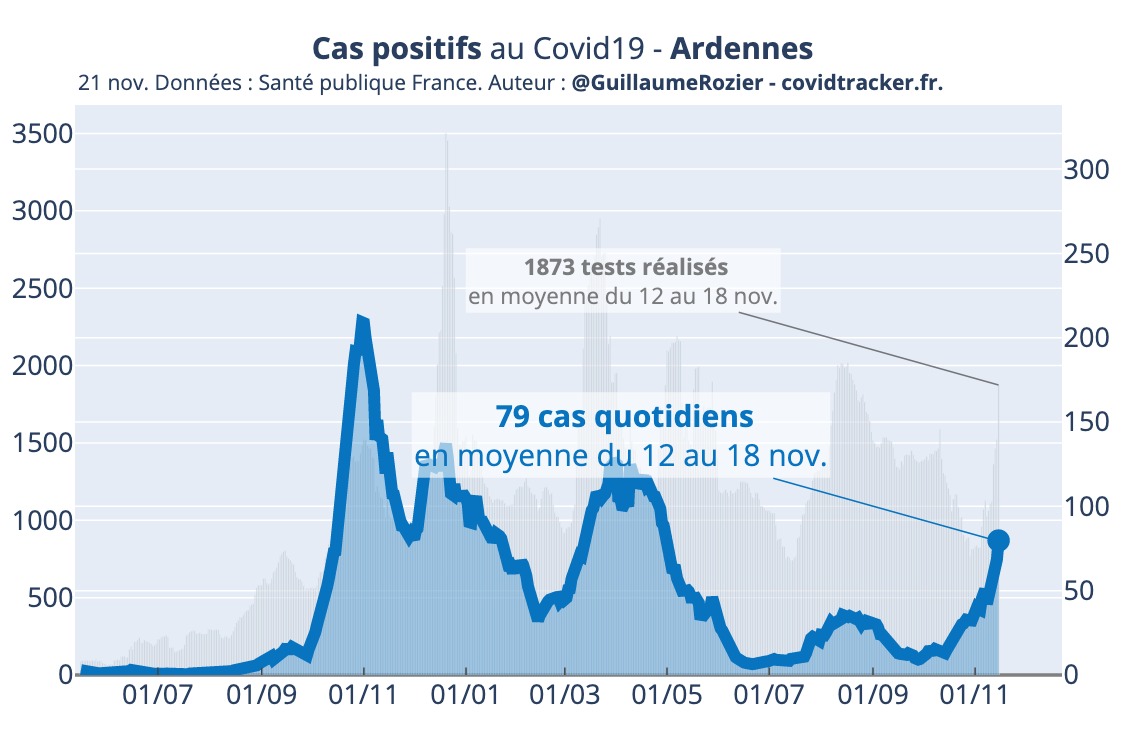 Cas positifs au Covid19 - Ardennes
21 nov. Données : Santé publique France. Auteur : @GuillaumeRozier - covidtracker.fr.
3500
3000
2500
2000
1500
1000
500
0
300
250
200
150
100
50
0
1873 tests réalisés
en moyenne du 12 au 18 nov.
79 cas quotidiens
en moyenne du 12 au 18 nov.
01/07 01/09 01/11 01/01 01/03 01/05 01/07 01/09 01/11